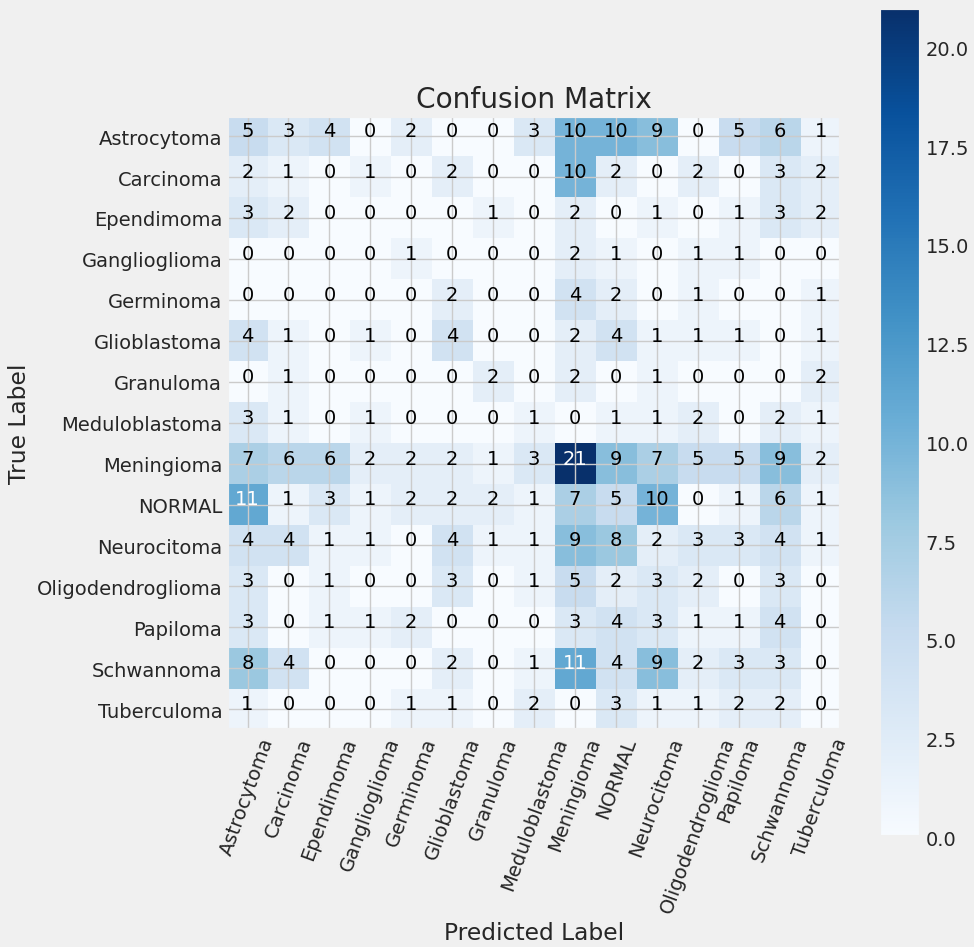 Confusion Matrix
True Label
Astrocytoma 5 3 4 0 2 0 0 3 10 10 9 0 5 6 1
Carcinoma 2 1 0 1 0 2 0 0 10 2 0 2 0 3 2
Ependimoma 3 2 0 0 0 0 1 0 2 0 1 0 1 3 2
Ganglioglioma 0 0 0 0 1 0 0 0 2 1 0 1 1 0 0
Germinoma 0 0 0 0 0 2 0 0 4 2 0 1 0 0 1
Glioblastoma 4 1 0 1 0 4 0 0 2 4 1 1 1 0 1
Granuloma 0 1 0 0 0 0 2 0 2 0 1 0 0 0 2
Meduloblastoma 3 1 0 1 0 0 0 1 0 1 1 2 0 2 1
Meningioma 7 6 6 2 2 2 1 3 21 9 7 5 5 9 2
NORMAL 11 1 3 1 2 2 2 1 7 5 10 0 1 6 1
Neurocitoma 4 4 1 1 0 4 1 1 9 8 2 3 3 4 1
Oligodendroglioma 3 0 1 0 0 3 0 1 5 2 3 2 0 3 0
Papiloma 3 0 1 1 2 0 0 0 3 4 3 1 1 4 0
Schwannoma 8 4 0 0 0 2 0 1 11 4 9 2 3 3 0
Tuberculoma 1 0 0 0 1 1 0 2 0 3 1 1 2 2 0
Astrocytoma Carcinoma Ependimoma Ganglioglioma Germinoma Glioblastoma Granuloma Meduloblastoma Meningioma NORMAL Neurocitoma Oligodendroglioma Papiloma Schwannoma Tuberculoma
Predicted Label
20.0
17.5
15.0
12.5
10.0
7.5
5.0
2.5
0.0